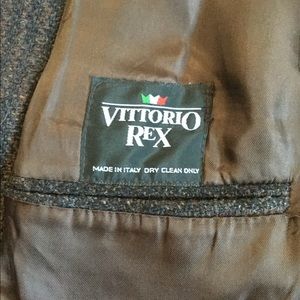 VITTORIO
REX
MADE IN ITALY DRY CLEAN ONLY